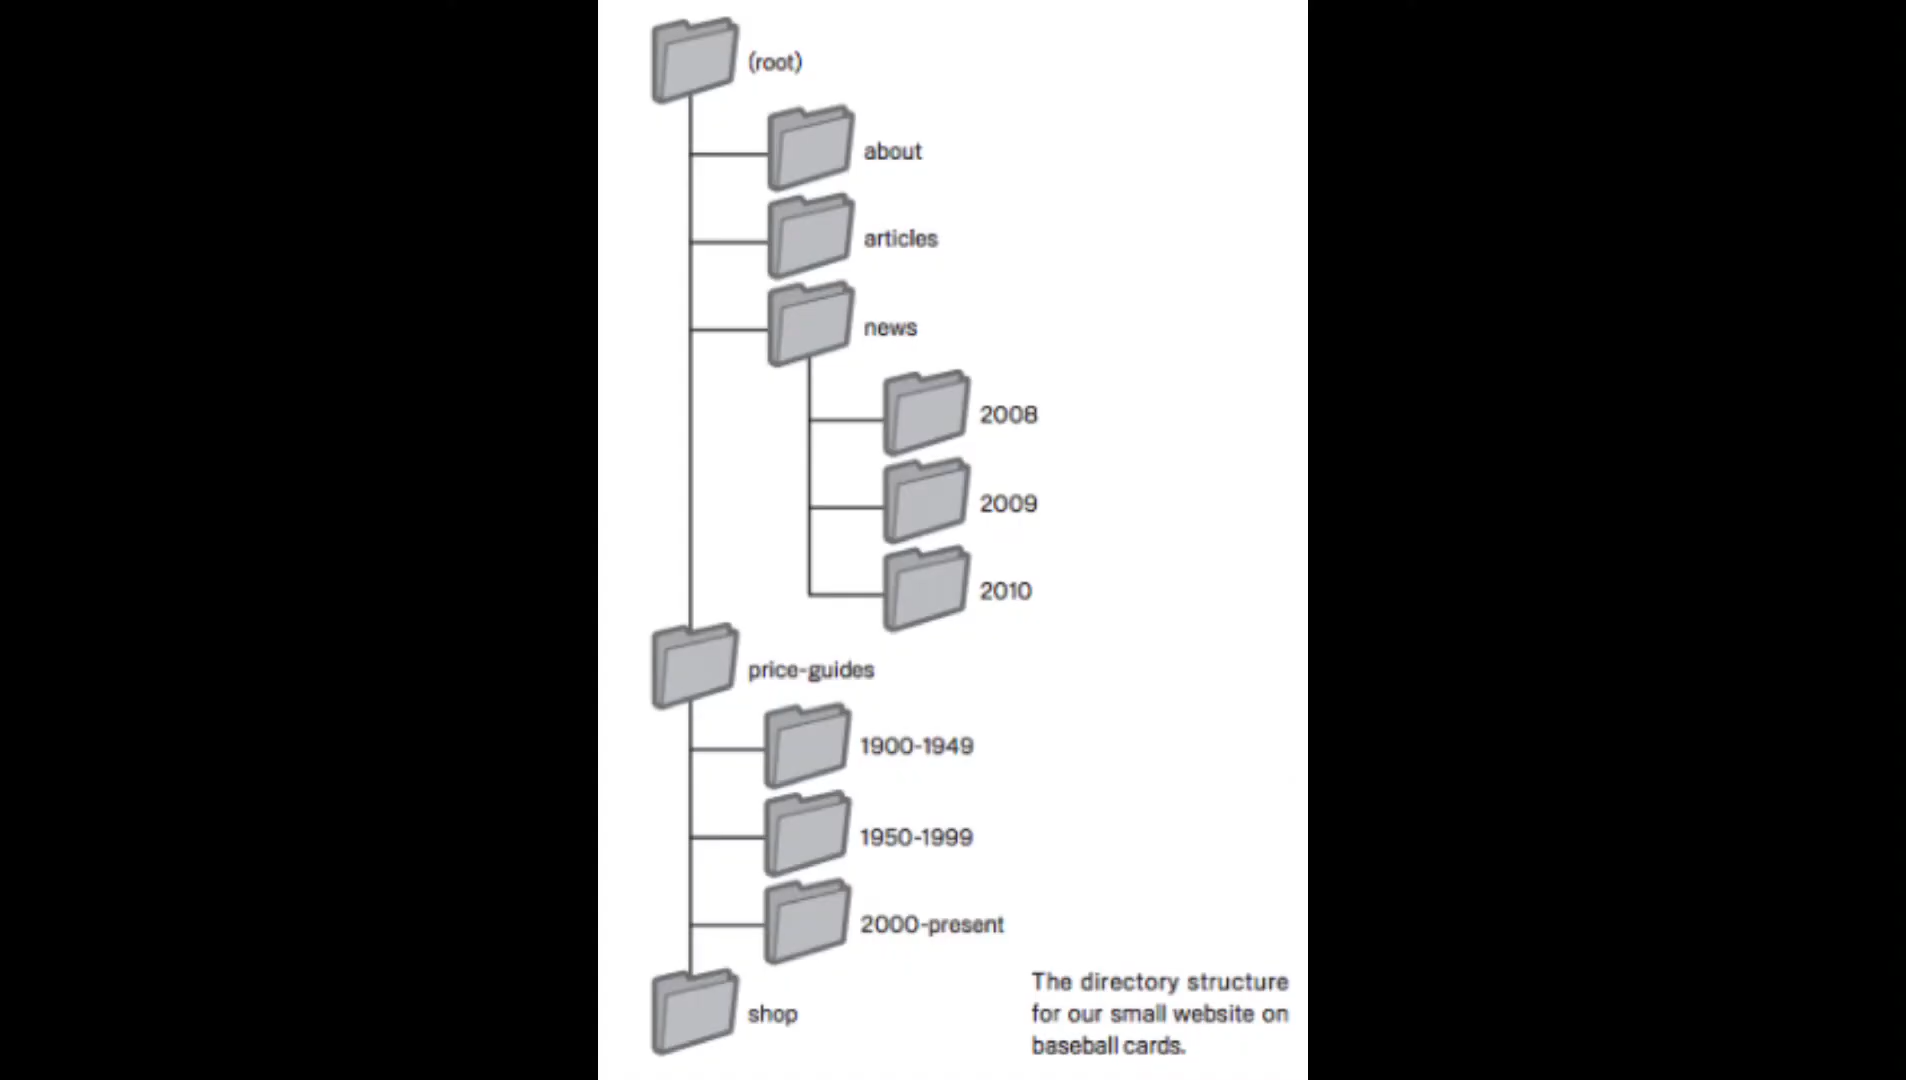 (root)
about
articles
news
2008
2009
2010
price-guides
1900-1949
1950-1999
2000-present
shop
The directory structure
for our small website on
baseball cards.